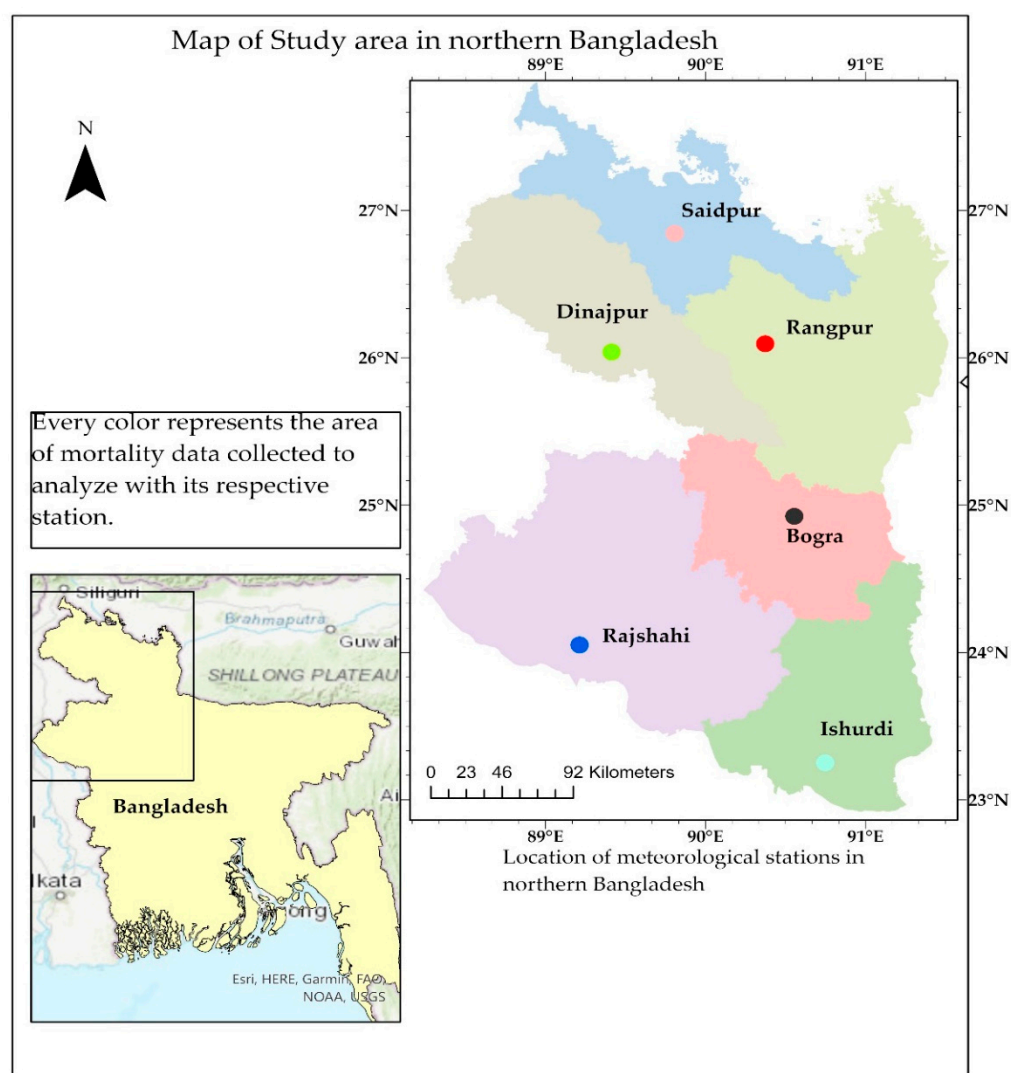 Map of Study area in northern Bangladesh
89°E 90°E 91°E
N
27°N 27°N
Saidpur
Dinajpur
Rangpur
26°N 26°N
Every color represents the area
of mortality data collected to
analyze with its respective
station.
25°N 25°N
Bogra
Rajshahi
24°N 24°N
Ishurdi
0 23 46 92 Kilometers
23°N 23°N
89°E 90°E 91°E
Location of meteorological stations in
northern Bangladesh
Siliguri
Brahmaputra
Guwah
SHILLONG PLATEAU
Bangladesh
Ai
lkata
Esri, HERE, Garmin, FAO,
NOAA, USGS